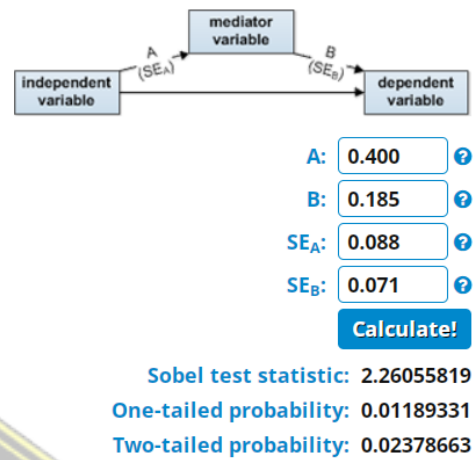 mediator
variable
A
(SEA)
B
(SEB)
independent
variable
dependent
variable
A: 0.400 ?
B: 0.185 ?
SEA: 0.088 ?
SEB: 0.071 ?
Calculate!
Sobel test statistic: 2.26055819
One-tailed probability: 0.01189331
Two-tailed probability: 0.02378663